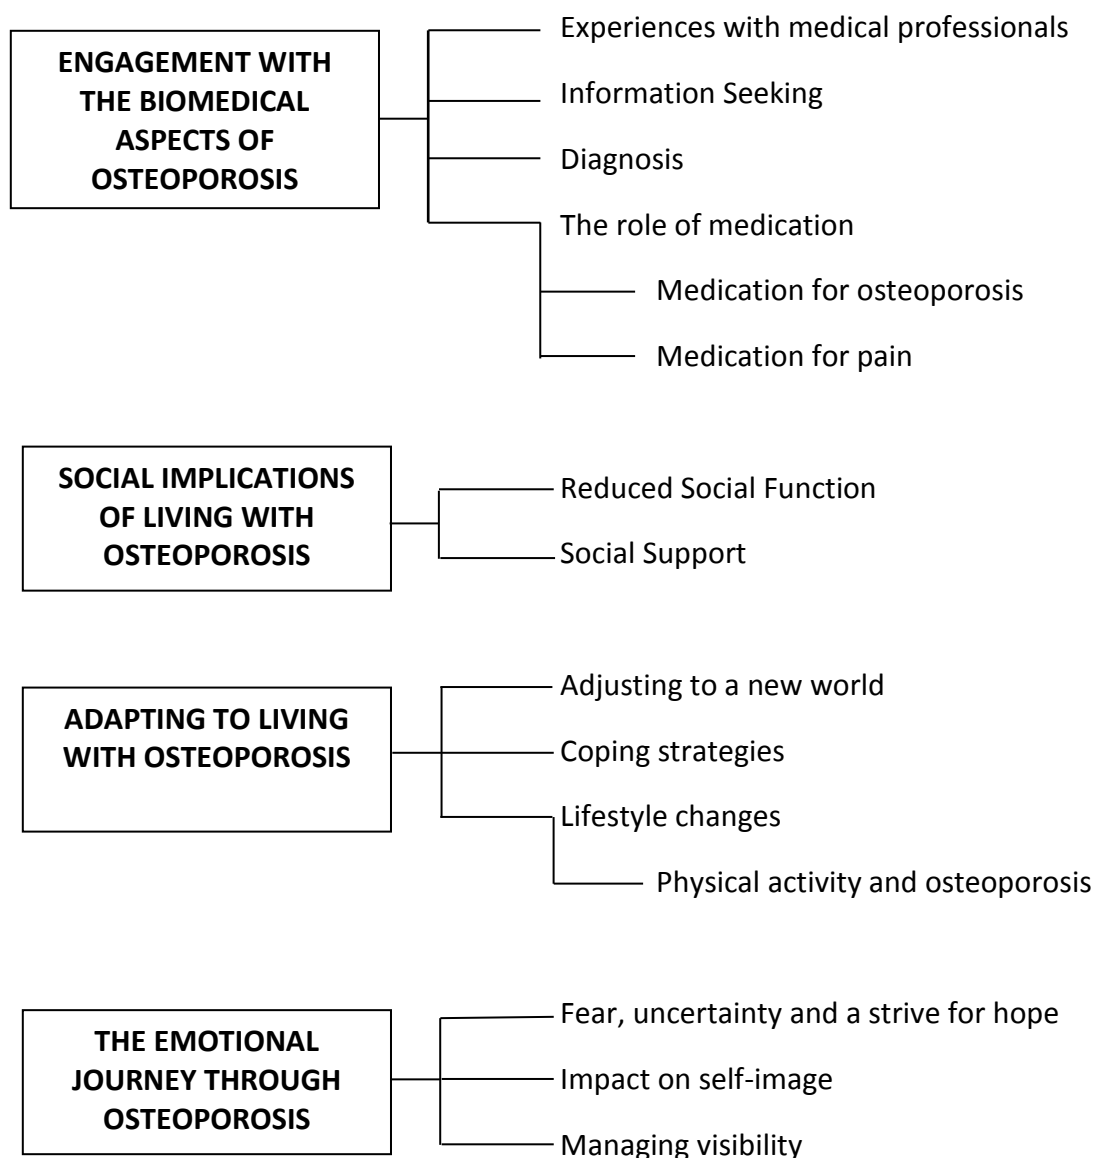 ENGAGEMENT WITH
THE BIOMEDICAL
ASPECTS OF
OSTEOPOROSIS
Experiences with medical professionals
Information Seeking
Diagnosis
The role of medication
Medication for osteoporosis
Medication for pain
SOCIAL IMPLICATIONS
OF LIVING WITH
OSTEOPOROSIS
Reduced Social Function
Social Support
ADAPTING TO LIVING
WITH OSTEOPOROSIS
Adjusting to a new world
Coping strategies
Lifestyle changes
Physical activity and osteoporosis
THE EMOTIONAL
JOURNEY THROUGH
OSTEOPOROSIS
Fear, uncertainty and a strive for hope
Impact on self-image
Managing visibility